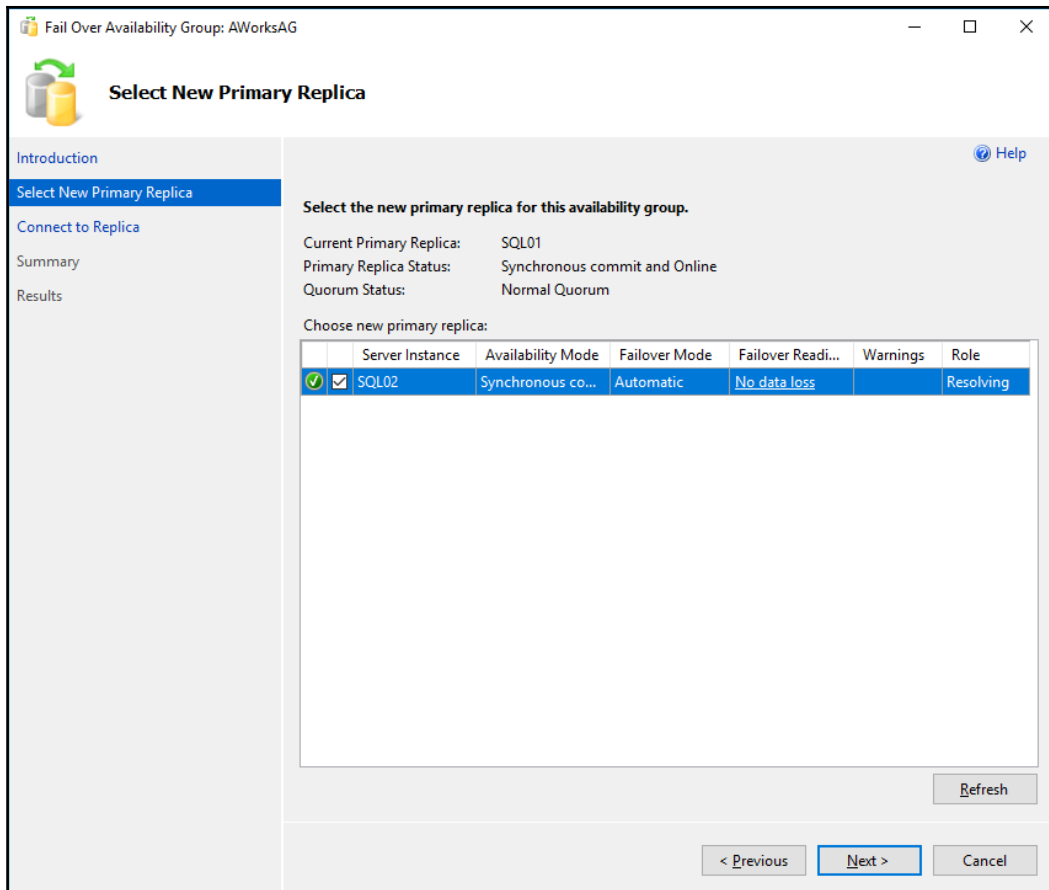 Fail Over Availability Group: AWorksAG
Select New Primary Replica
Introduction
Select New Primary Replica
Connect to Replica
Summary
Results
Help
Select the new primary replica for this availability group.
Current Primary Replica: SQL01
Primary Replica Status: Synchronous commit and Online
Quorum Status: Normal Quorum
Choose new primary replica:
Server Instance Availability Mode Failover Mode Failover Readi... Warnings Role
SQL02 Synchronous co... Automatic No data loss Resolving
Refresh
< Previous Next > Cancel